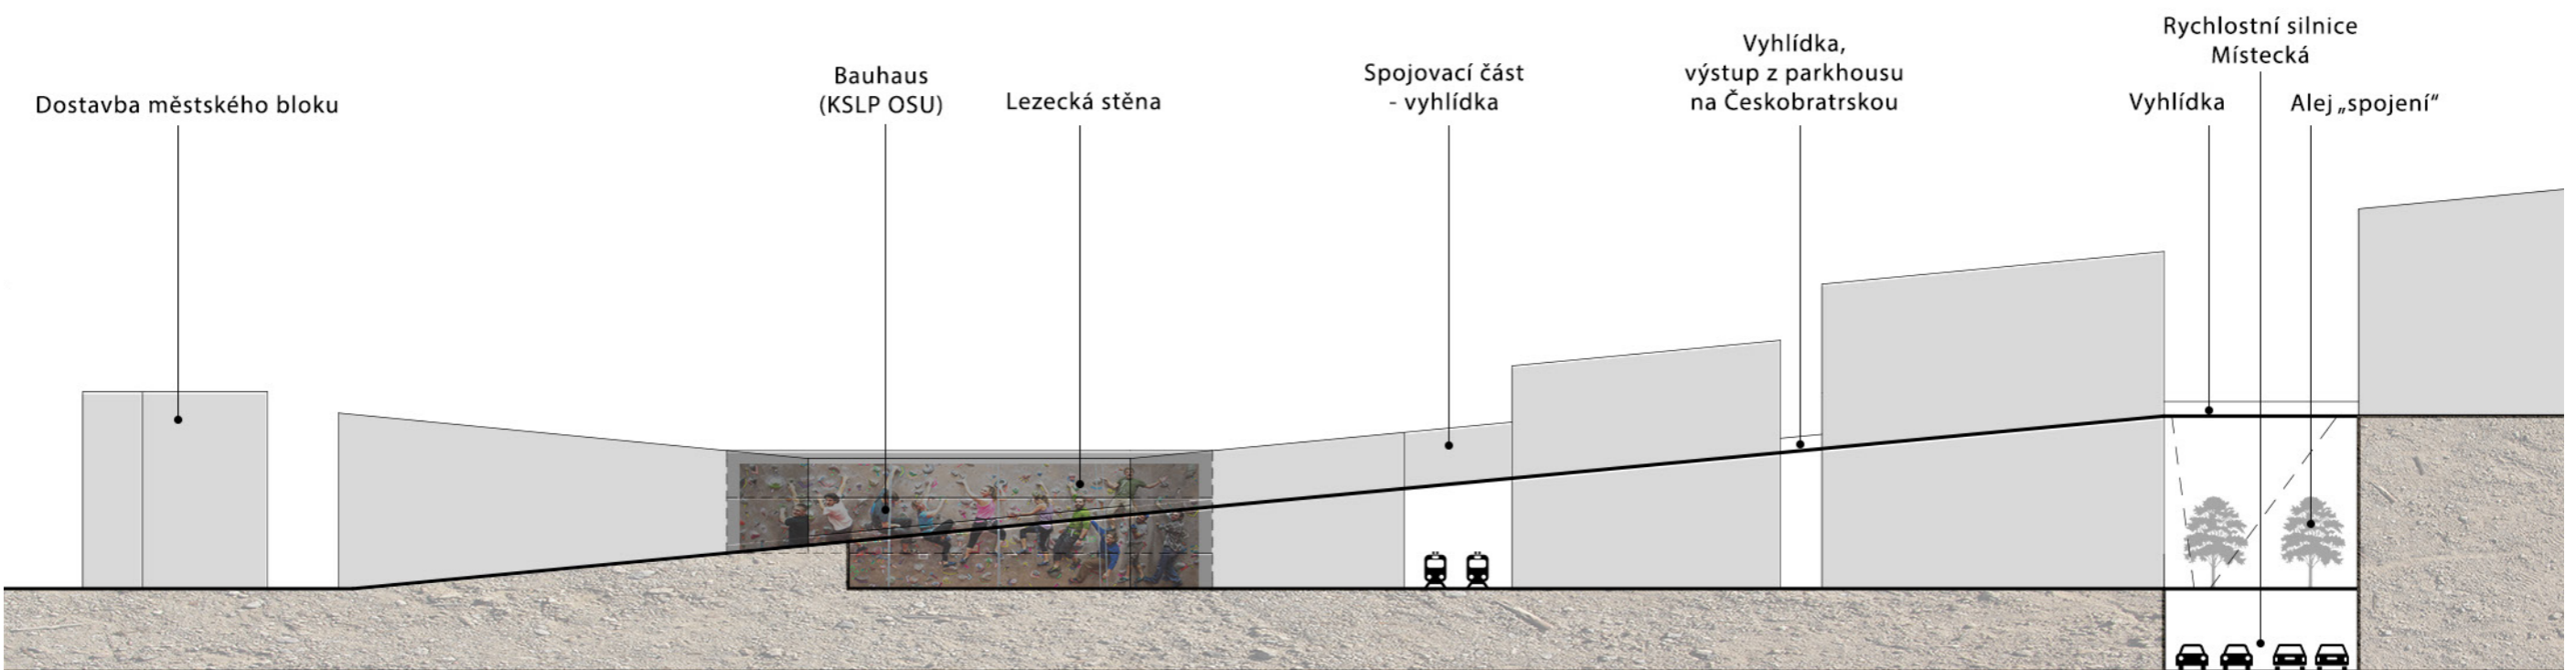 Dostavba městského bloku
Bauhaus
(KSLP OSU)
Lezecká stěna
Spojovací část
- vyhlídka
Vyhlídka,
výstup z parkhousu
na Českobratrskou
Rychlostní silnice
Místecká
Vyhlídka
Alej „spojení“